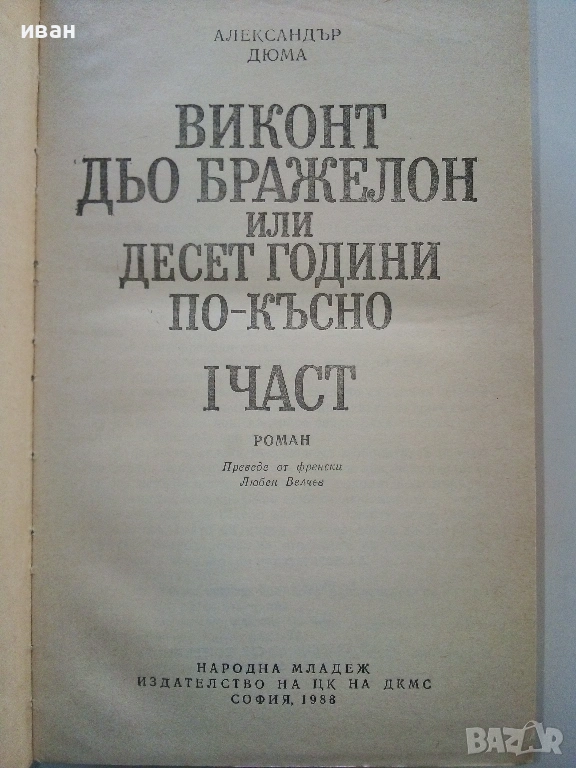 иван
АЛЕКСАНДЪР
ДЮМА
ВИКОНТ
ДЬО БРАЖЕЛОН
ИЛИ
ДЕСЕТ ГОДИНИ
ПО-КЪСНО
I ЧАСТ
РОМАН
Преведе от френски
Любен Велчев
НАРОДНА МЛАДЕЖ
ИЗДАТЕЛСТВО НА ЦК НА ДКМС
СОФИЯ, 1988
BAZAR